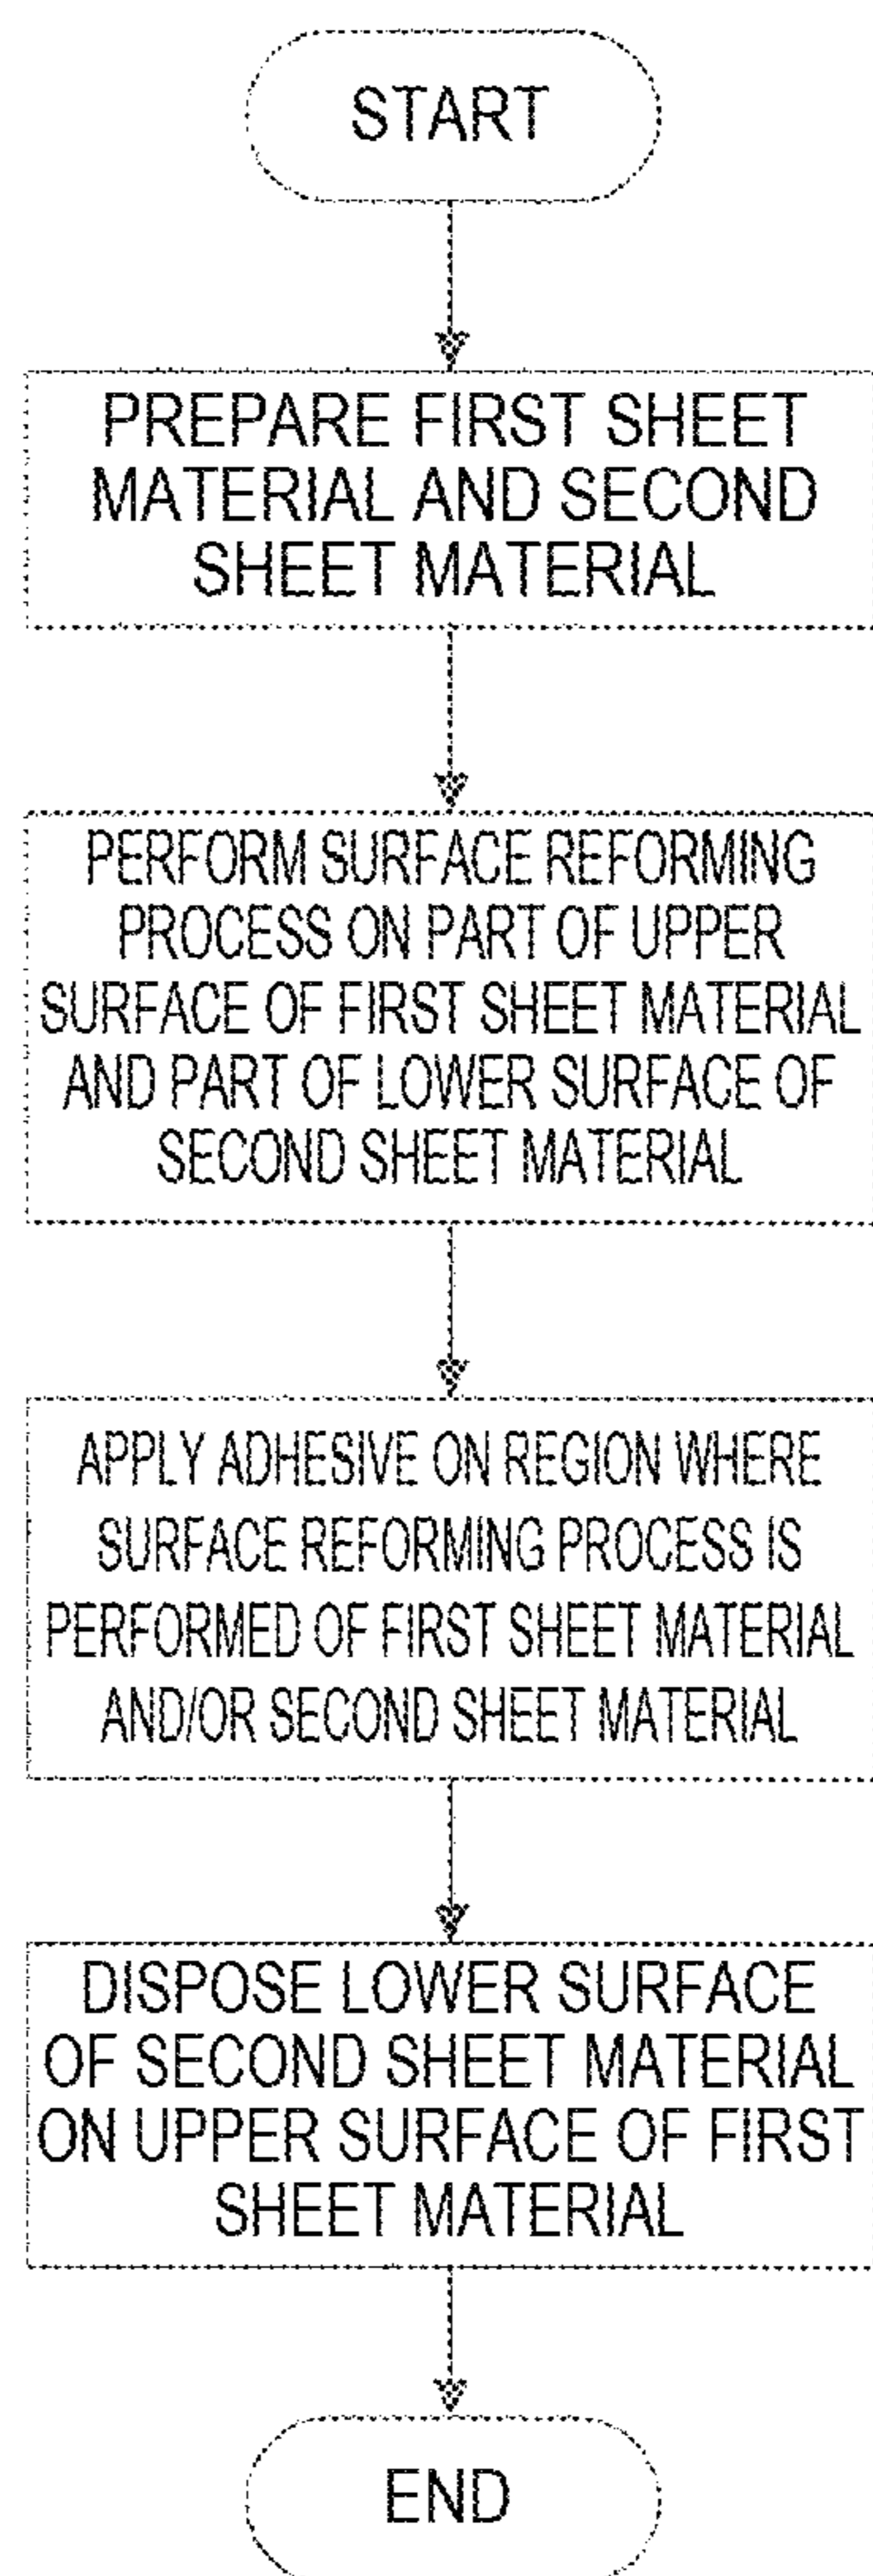 START
PREPARE FIRST SHEET
MATERIAL AND SECOND
SHEET MATERIAL
PERFORM SURFACE REFORMING
PROCESS ON PART OF UPPER
SURFACE OF FIRST SHEET MATERIAL
AND PART OF LOWER SURFACE OF
SECOND SHEET MATERIAL
APPLY ADHESIVE ON REGION WHERE
SURFACE REFORMING PROCESS IS
PERFORMED OF FIRST SHEET MATERIAL
AND/OR SECOND SHEET MATERIAL
DISPOSE LOWER SURFACE
OF SECOND SHEET MATERIAL
ON UPPER SURFACE OF FIRST
SHEET MATERIAL
END